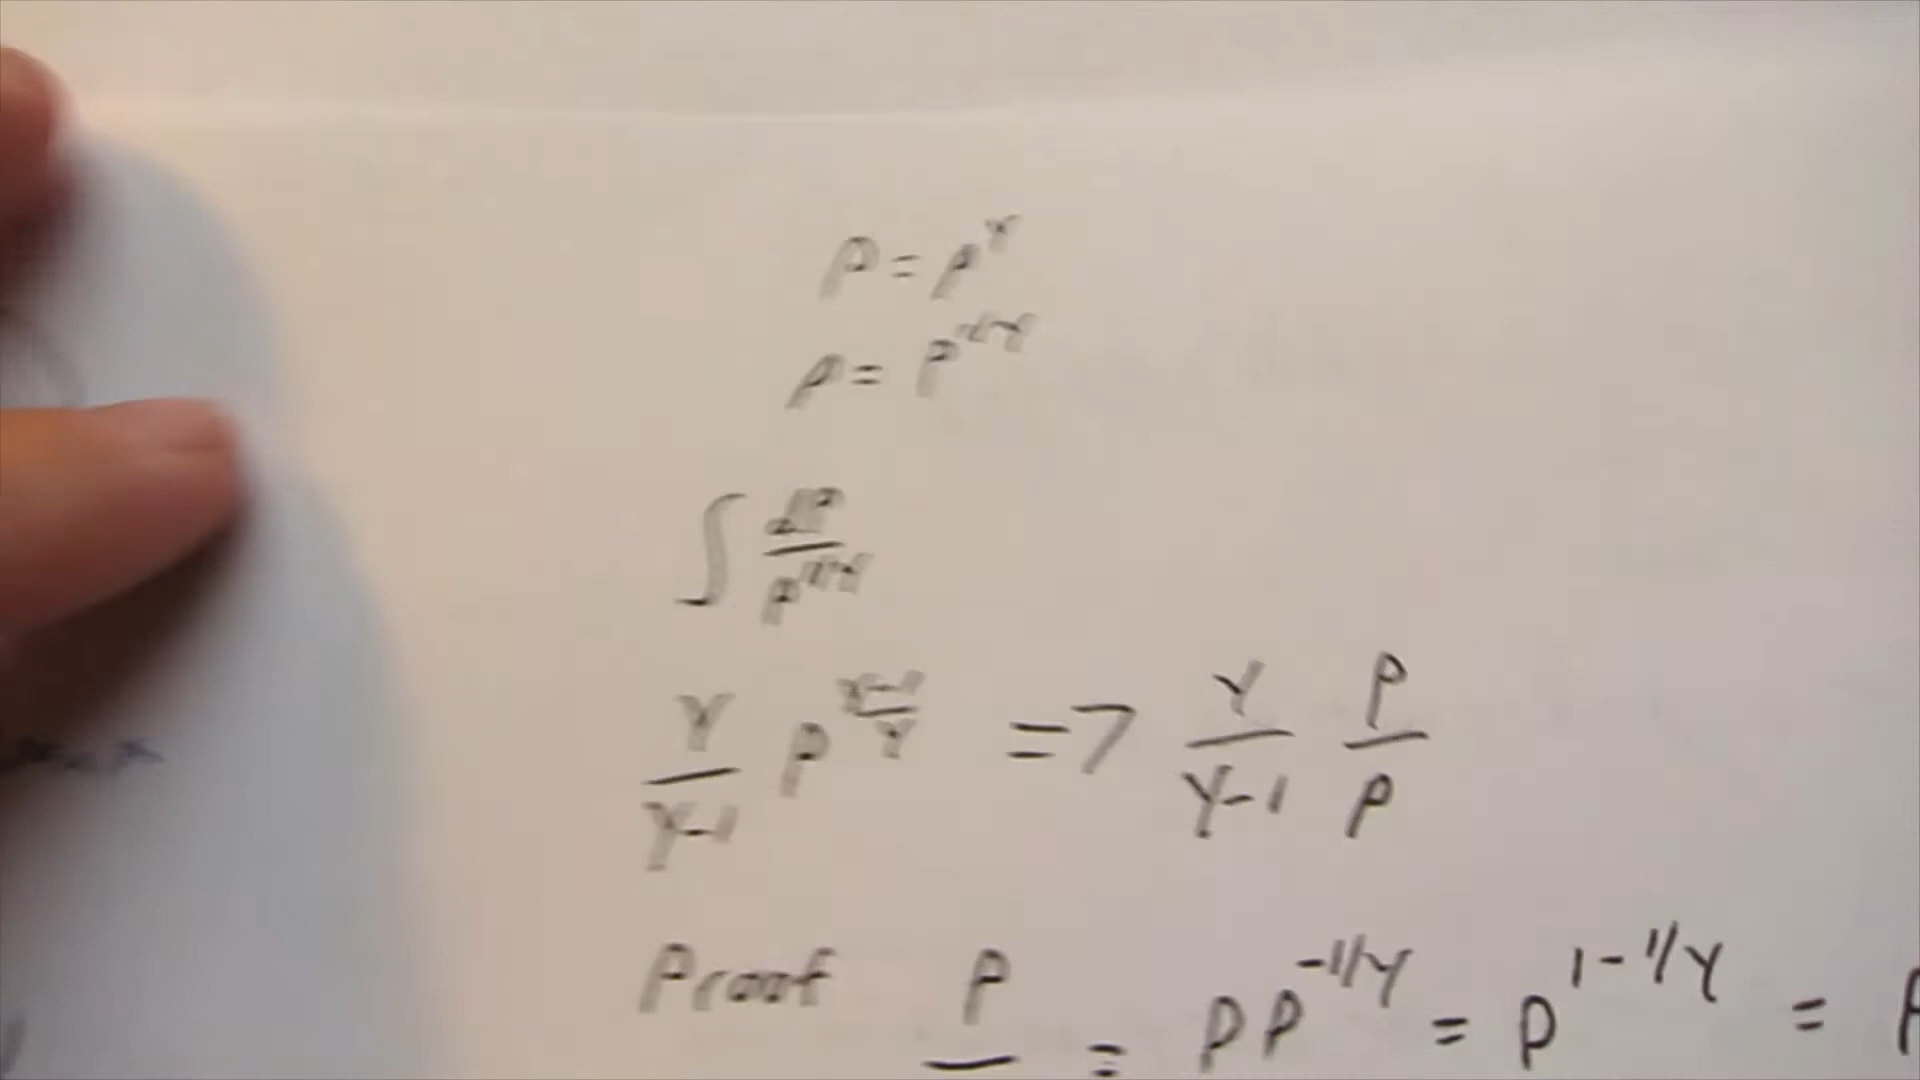 P = ρ^γ
ρ = P^1/γ
∫ dP / P^1/γ
γ / γ-1 P^(γ-1 / γ) => γ / γ-1 P / ρ
Proof P / = P P^-1/γ = P^1-1/γ =